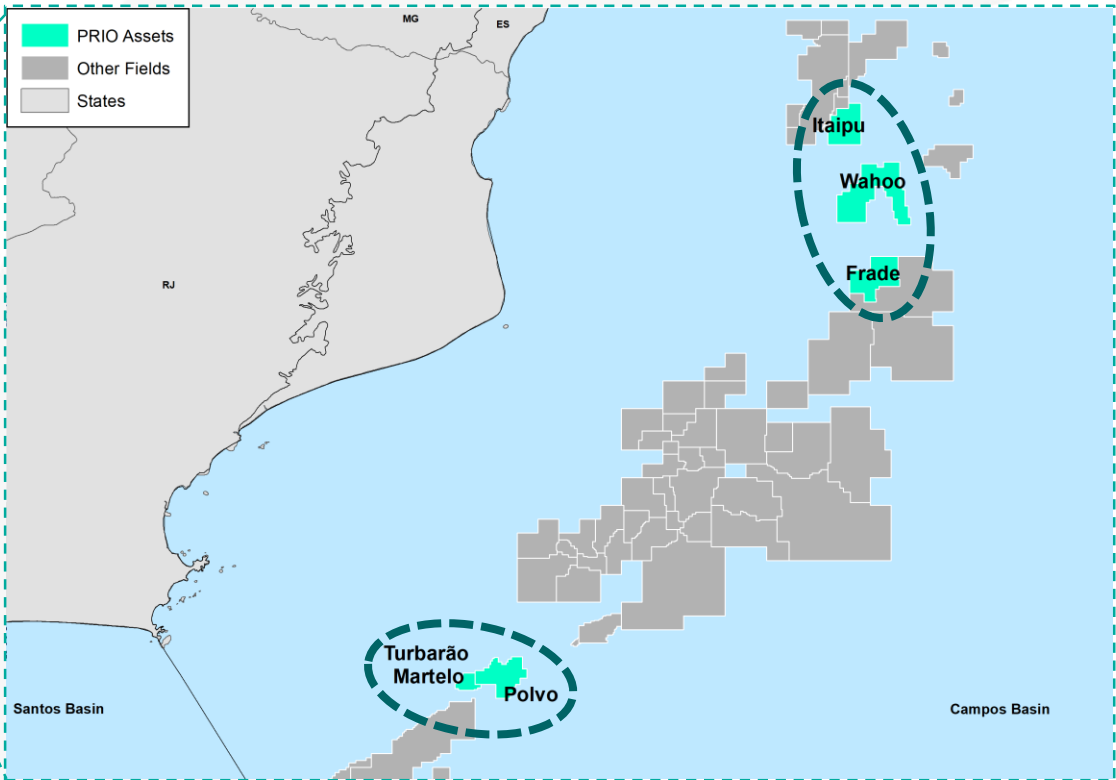 MG
ES
PRIO Assets
Other Fields
States
Itaipu
Wahoo
Frade
RJ
Turbarão
Martelo
Polvo
Santos Basin
Campos Basin